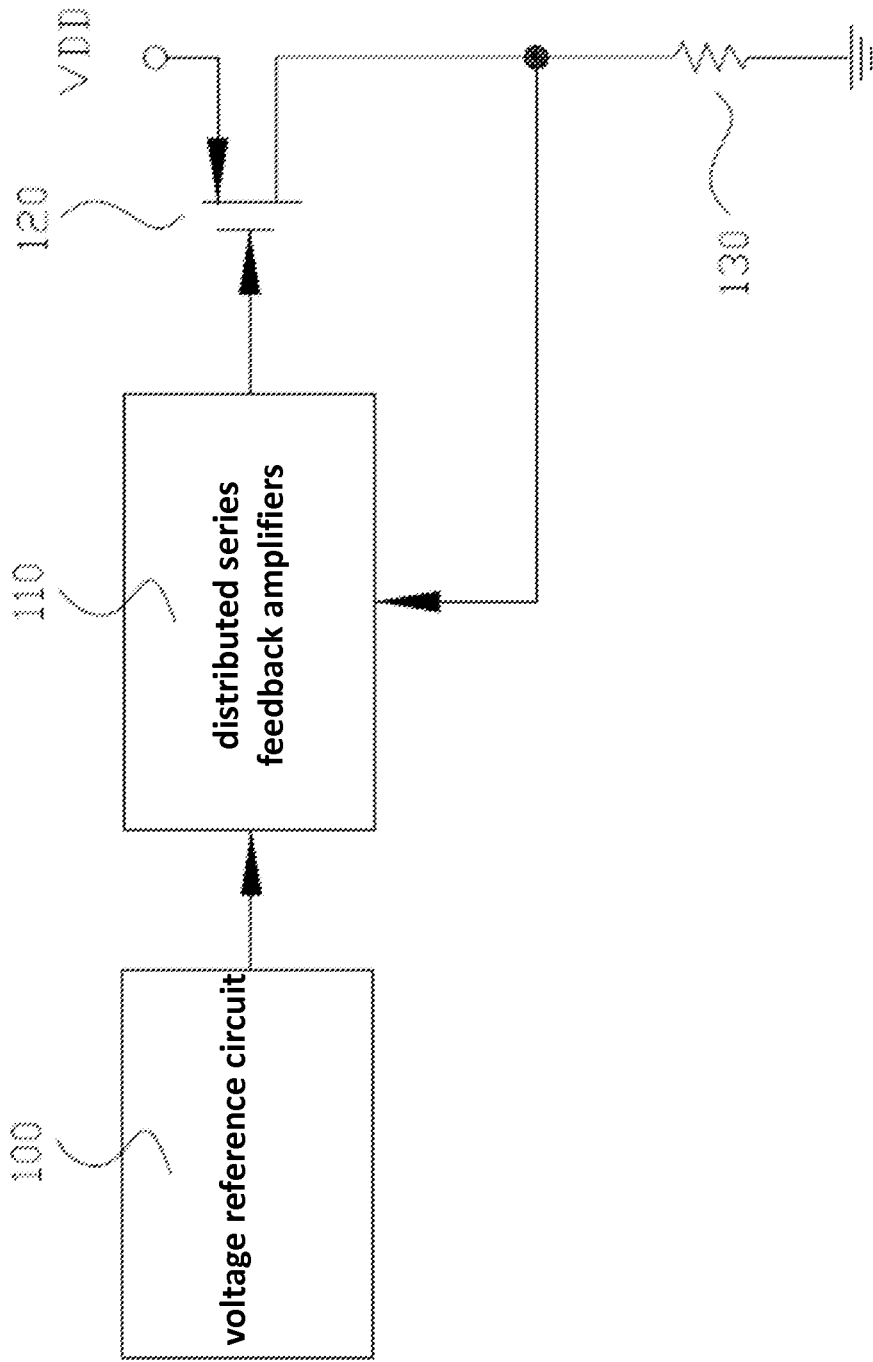 100
voltage reference circuit
110
distributed series
feedback amplifiers
120
VDD
130